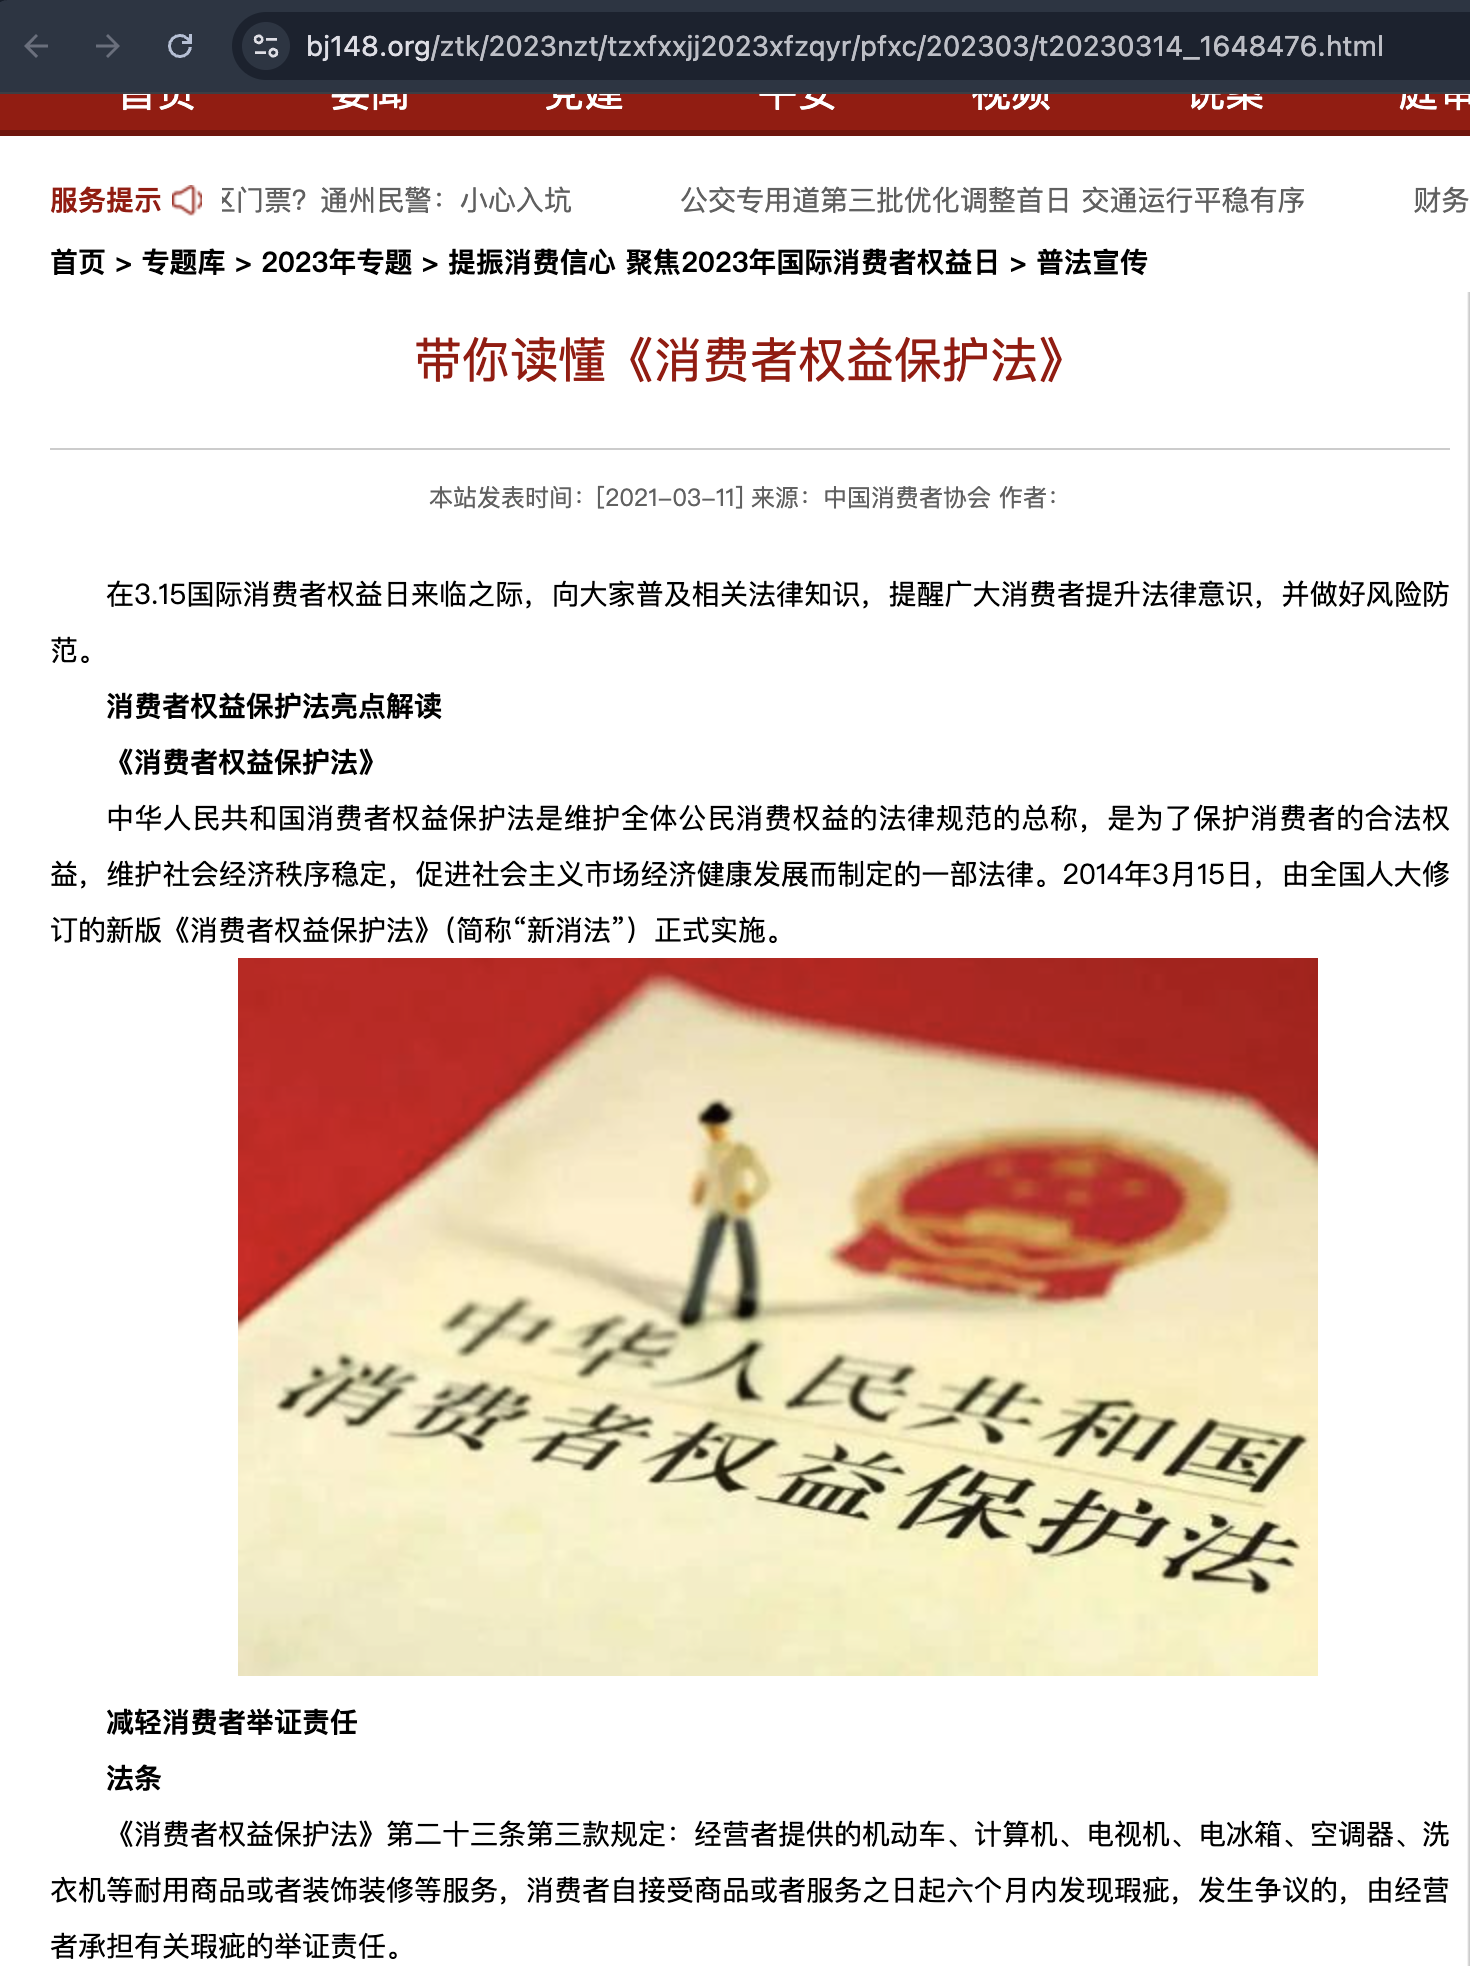 bj148.org/ztk/2023nzt/tzxfxxjj2023xfzqyr/pfxc/202303/t20230314_1648476.html
首页 要闻 党建 平安 视频
服务提示 区门票？通州民警：小心入坑 公交专用道第三批优化调整首日 交通运行平稳有序 财务
首页 > 专题库 > 2023年专题 > 提振消费信心 聚焦2023年国际消费者权益日 > 普法宣传
带你读懂《消费者权益保护法》
本站发表时间：[2021-03-11] 来源：中国消费者协会 作者：
在3.15国际消费者权益日来临之际，向大家普及相关法律知识，提醒广大消费者提升法律意识，并做好风险防
范。
消费者权益保护法亮点解读
《消费者权益保护法》
中华人民共和国消费者权益保护法是维护全体公民消费权益的法律规范的总称，是为了保护消费者的合法权
益，维护社会经济秩序稳定，促进社会主义市场经济健康发展而制定的一部法律。2014年3月15日，由全国人大修
订的新版《消费者权益保护法》（简称“新消法”）正式实施。
中华人民共和国
消费者权益保护法
减轻消费者举证责任
法条
《消费者权益保护法》第二十三条第三款规定：经营者提供的机动车、计算机、电视机、电冰箱、空调器、洗
衣机等耐用商品或者装饰装修等服务，消费者自接受商品或者服务之日起六个月内发现瑕疵，发生争议的，由经营
者承担有关瑕疵的举证责任。